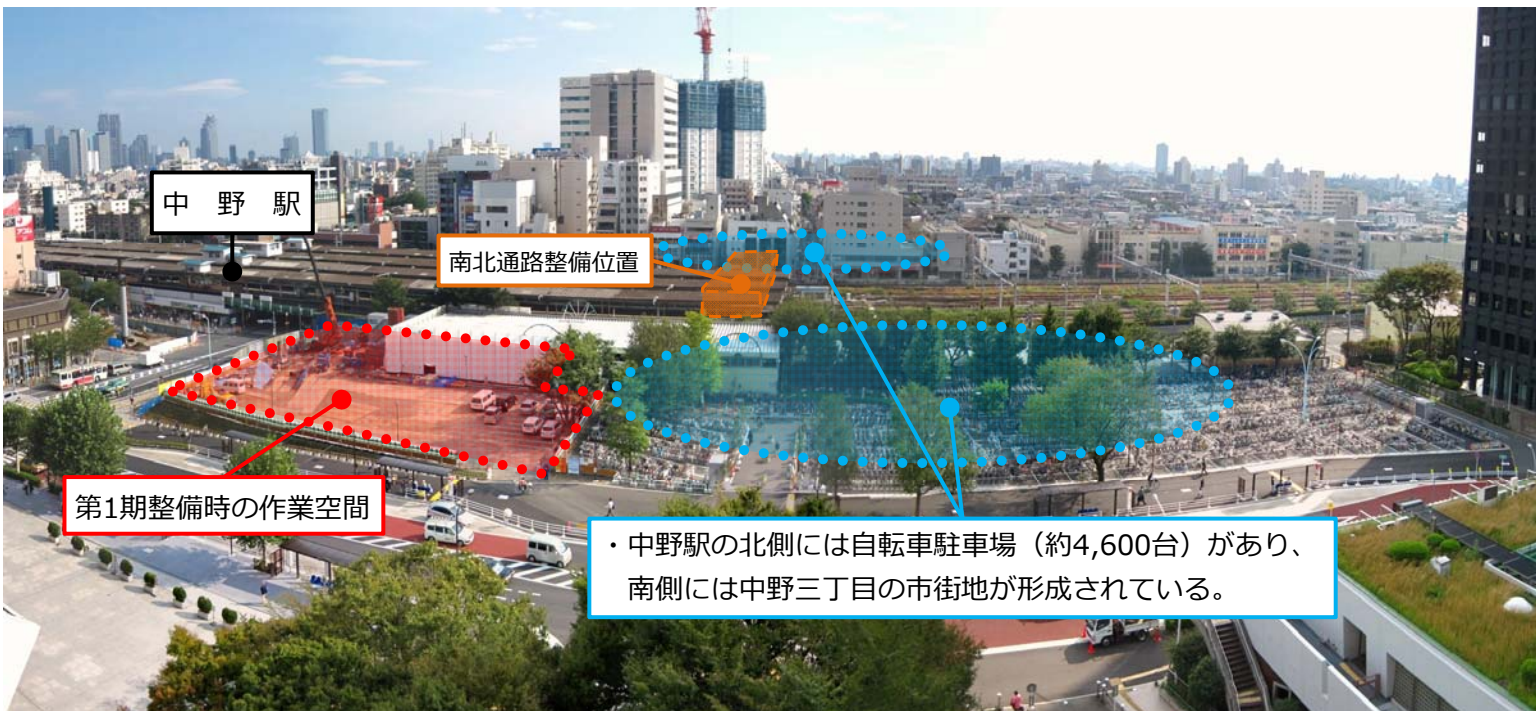 中 野 駅
南北通路整備位置
第1期整備時の作業空間
・中野駅の北側には自転車駐車場（約4,600台）があり、
南側には中野三丁目の市街地が形成されている。